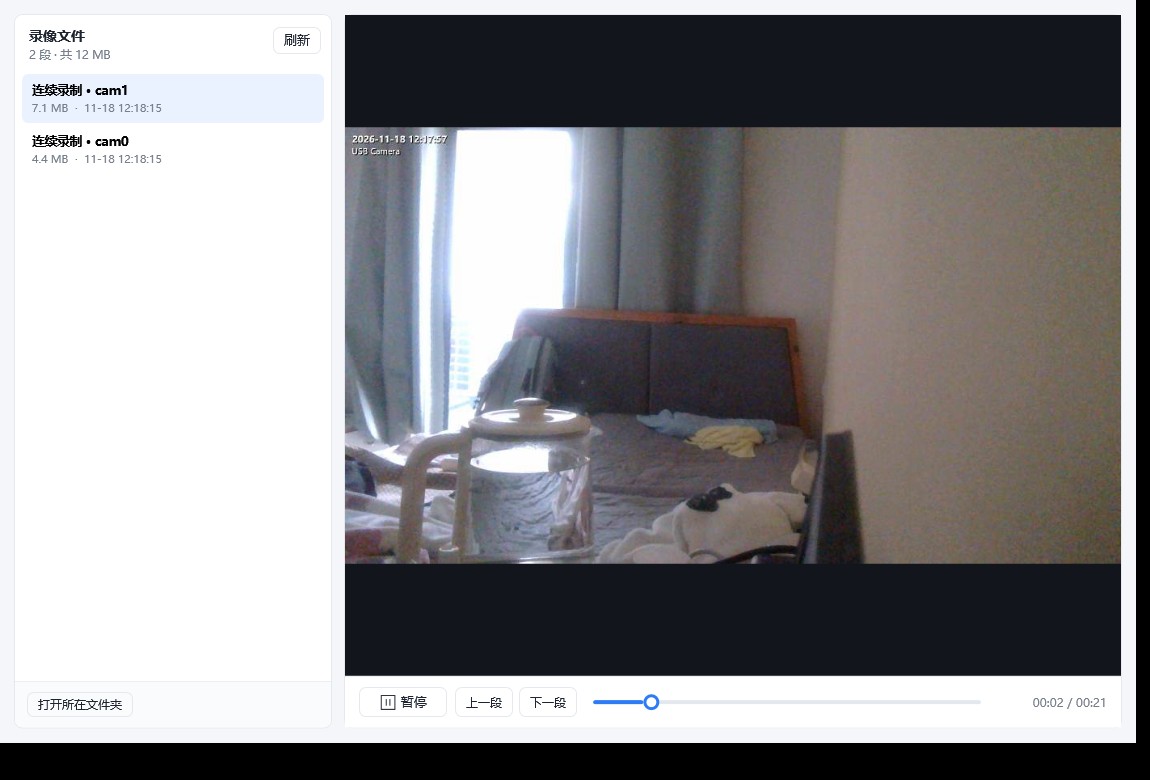 录像文件
2 段 · 共 12 MB
刷新
连续录制 • cam1
7.1 MB · 11-18 12:18:15
连续录制 • cam0
4.4 MB · 11-18 12:18:15
打开所在文件夹
2026-11-18 12:17:57
USB Camera
暂停
上一段
下一段
00:02 / 00:21